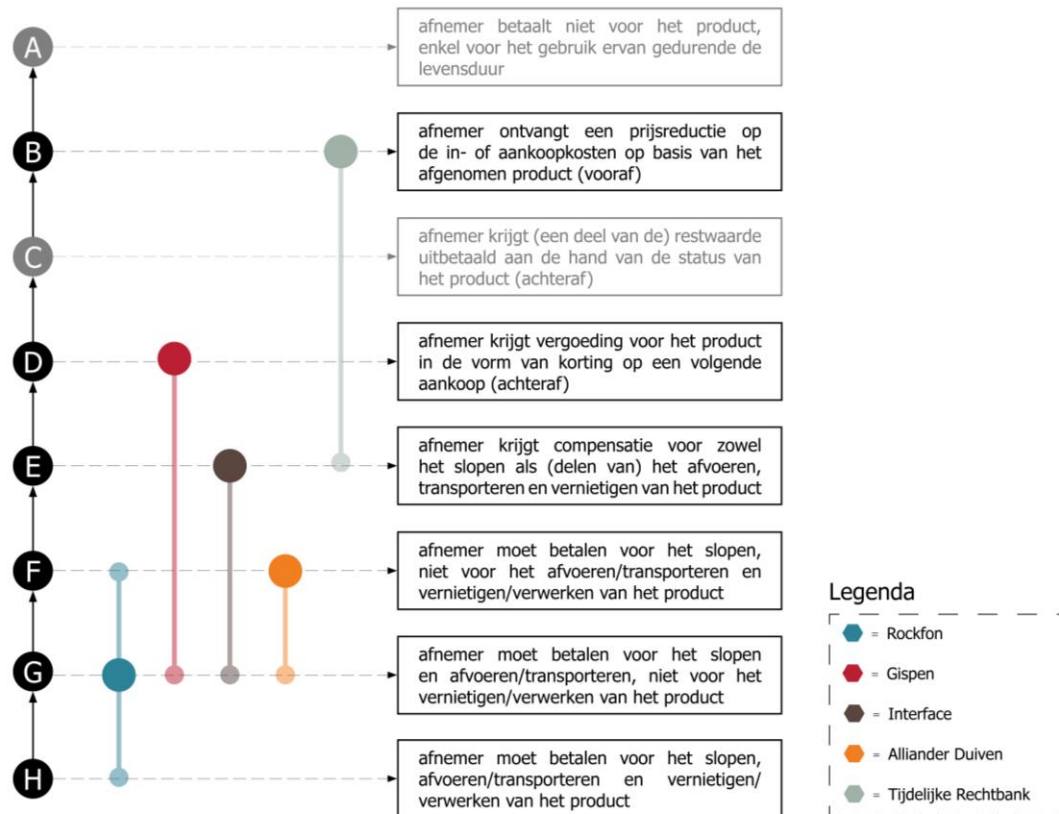 A
afnemer betaalt niet voor het product,
enkel voor het gebruik ervan gedurende de
levensduur
B
afnemer ontvangt een prijsreductie op
de in- of aankoopkosten op basis van het
afgenomen product (vooraf)
C
afnemer krijgt (een deel van de) restwaarde
uitbetaald aan de hand van de status van
het product (achteraf)
D
afnemer krijgt vergoeding voor het product
in de vorm van korting op een volgende
aankoop (achteraf)
E
afnemer krijgt compensatie voor zowel
het slopen als (delen van) het afvoeren,
transporteren en vernietigen van het product
F
afnemer moet betalen voor het slopen,
niet voor het afvoeren/transporteren en
vernietigen/verwerken van het product
G
afnemer moet betalen voor het slopen
en afvoeren/transporteren, niet voor het
vernietigen/verwerken van het product
H
afnemer moet betalen voor het slopen,
afvoeren/transporteren en vernietigen/
verwerken van het product
Legenda
= Rockfon
= Gispen
= Interface
= Alliander Duiven
= Tijdelijke Rechtbank